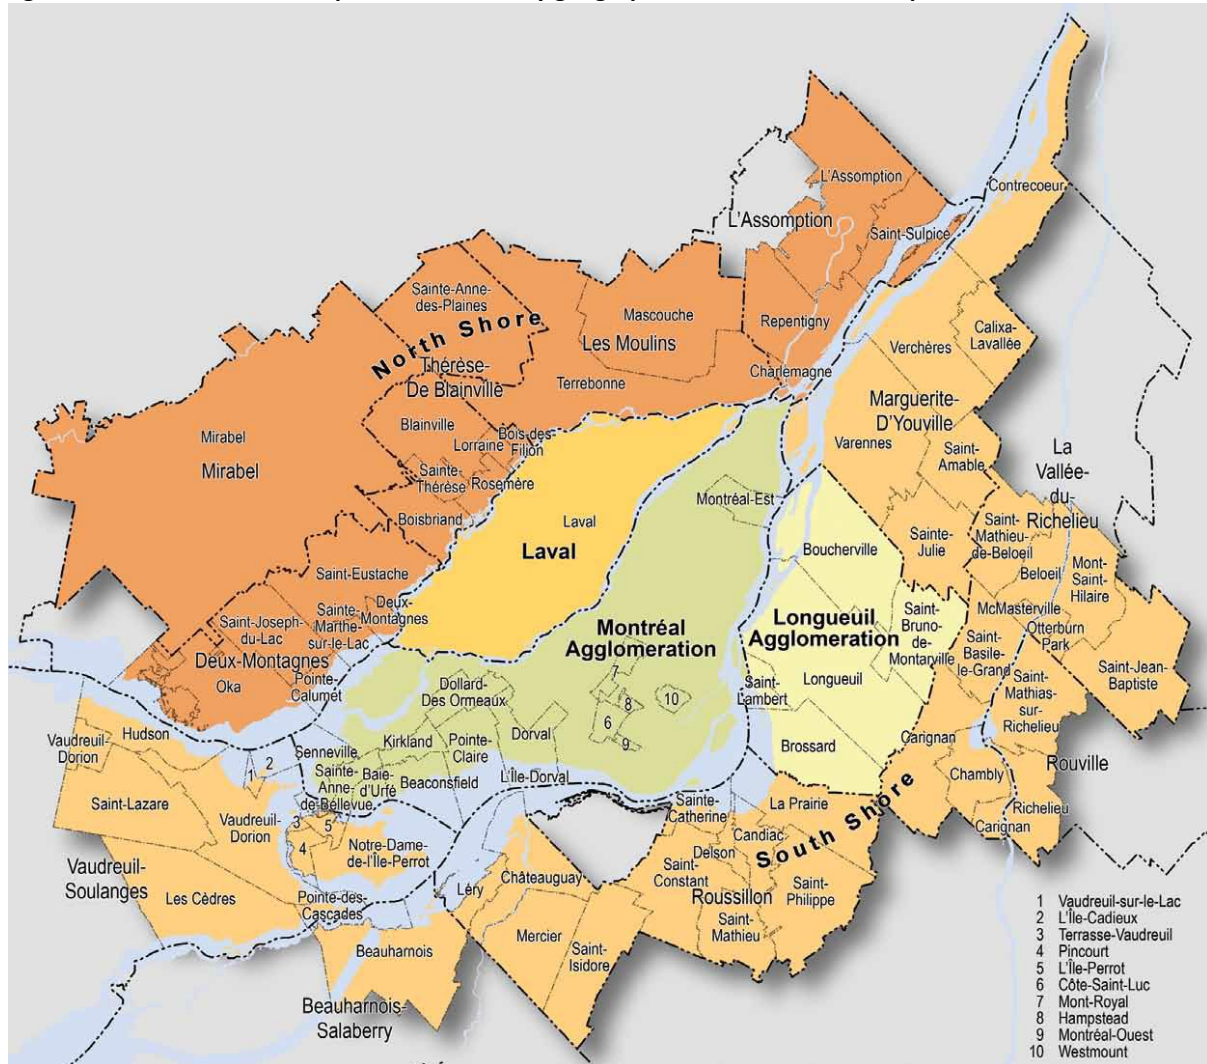 Contrecoeur
L'Assomption
L'Assomption
Saint-Sulpice
Sainte-Anne-
des-Plaines
North Shore
Mascouche
Les Moulins
Repentigny
Calixa-
Lavallée
Verchères
Thérèse-
De Blainville
Terrebonne
Charlemagne
Marguerite-
D'Youville
Mirabel
Mirabel
Blainville
Lorraine
Bois-des-
Filion
Varennes
Saint-
Amable
La
Vallée-
du-
Richelieu
Sainte-
Thérèse
Rosemère
Boisbriand
Montréal-Est
Laval
Laval
Boucherville
Sainte-
Julie
Saint-
Mathieu-
de-Beloeil
Beloeil
Mont-
Saint-
Hilaire
Saint-Eustache
Deux-
Montagnes
Saint-Joseph-
du-Lac
Sainte-
Marthe-
sur-le-Lac
Deux-Montagnes
Oka
Pointe-
Calumet
Montréal
Agglomeration
Longueuil
Agglomeration
Saint-
Bruno-
de-
Montarville
McMasterville
Otterburn
Park
Saint-
Basile-
le-Grand
Saint-Jean-
Baptiste
Saint-
Mathias-
sur-
Richelieu
Dollard-
Des Ormeaux
7
8
10
6
9
Saint-
Lambert
Longueuil
Brossard
Carignan
Rouville
Chambly
Richelieu
Carignan
Hudson
Vaudreuil-
Dorion
1
2
Senneville
Kirkland
Pointe-
Claire
Dorval
L'Île-Dorval
Sainte-
Anne-
de-Bellevue
Baie-
d'Urfé
Beaconsfield
Saint-Lazare
Vaudreuil-
Dorion
3
5
4
Notre-Dame-
de-l'Île-Perrot
Vaudreuil-
Soulanges
Les Cèdres
Pointe-des-
Cascades
Léry
Châteauguay
Sainte-
Catherine
La Prairie
South Shore
Candiac
Delson
Saint-
Constant
Roussillon
Saint-
Philippe
Saint-
Mathieu
Mercier
Saint-
Isidore
Beauharnois
Beauharnois-
Salaberry
1 Vaudreuil-sur-le-Lac
2 L'Île-Cadieux
3 Terrasse-Vaudreuil
4 Pincourt
5 L'Île-Perrot
6 Côte-Saint-Luc
7 Mont-Royal
8 Hampstead
9 Montréal-Ouest
10 Westmount